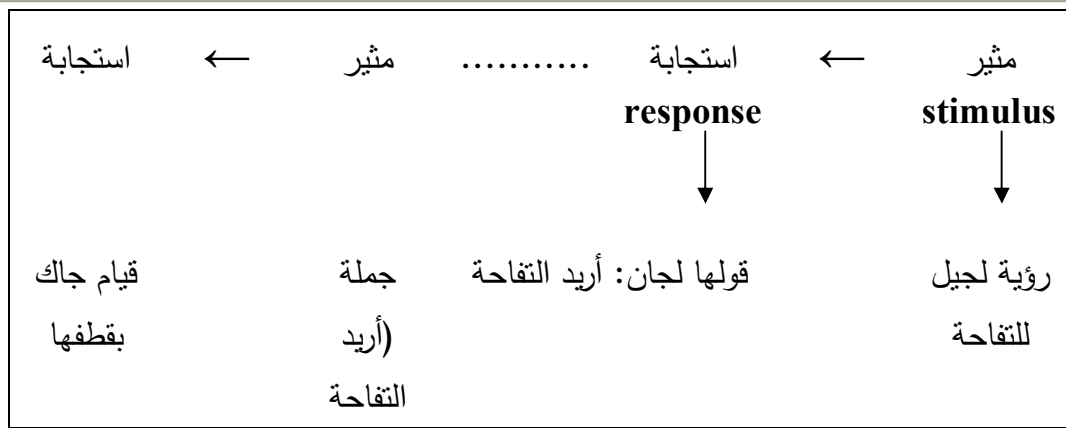 مثير ← استجابة ........... مثير ← استجابة
stimulus response
رؤية لجيل قولها لجان: أريد التفاحة جملة قيام جاك
للتفاحة (أريد بقطفها
التفاحة